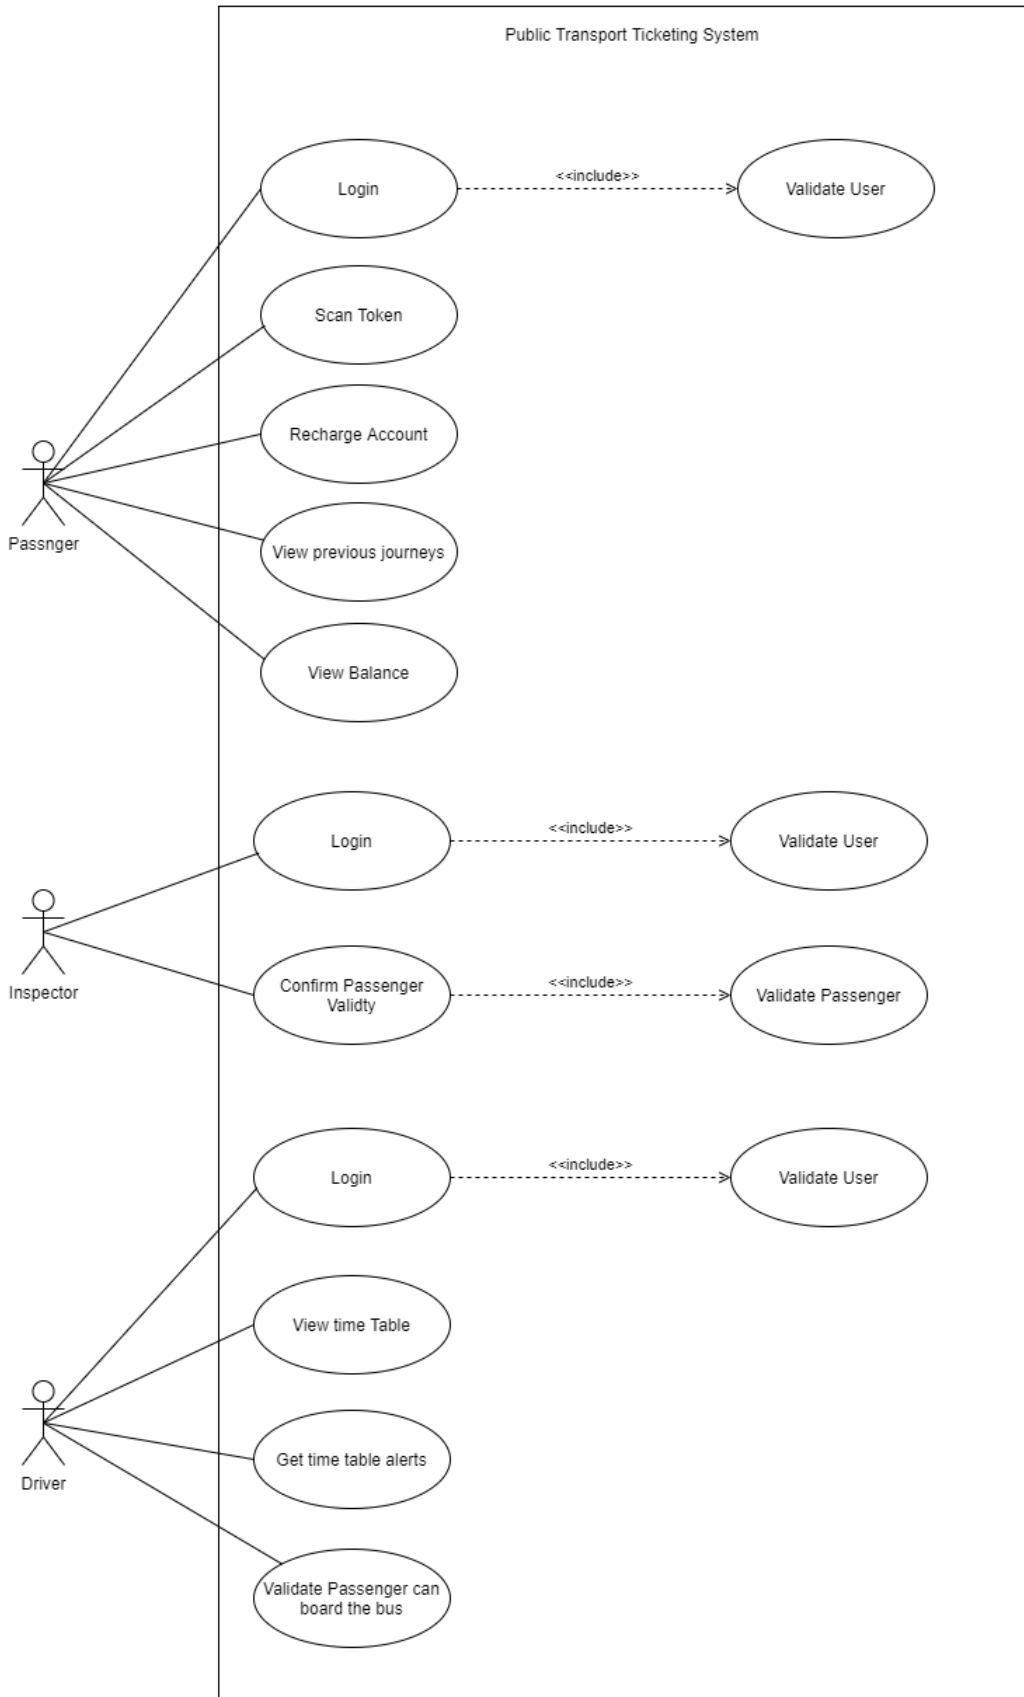 Public Transport Ticketing System
Login
<<include>>
Validate User
Scan Token
Recharge Account
Passnger
View previous journeys
View Balance
Login
<<include>>
Validate User
Inspector
Confirm Passenger
Validty
<<include>>
Validate Passenger
Login
<<include>>
Validate User
View time Table
Driver
Get time table alerts
Validate Passenger can
board the bus